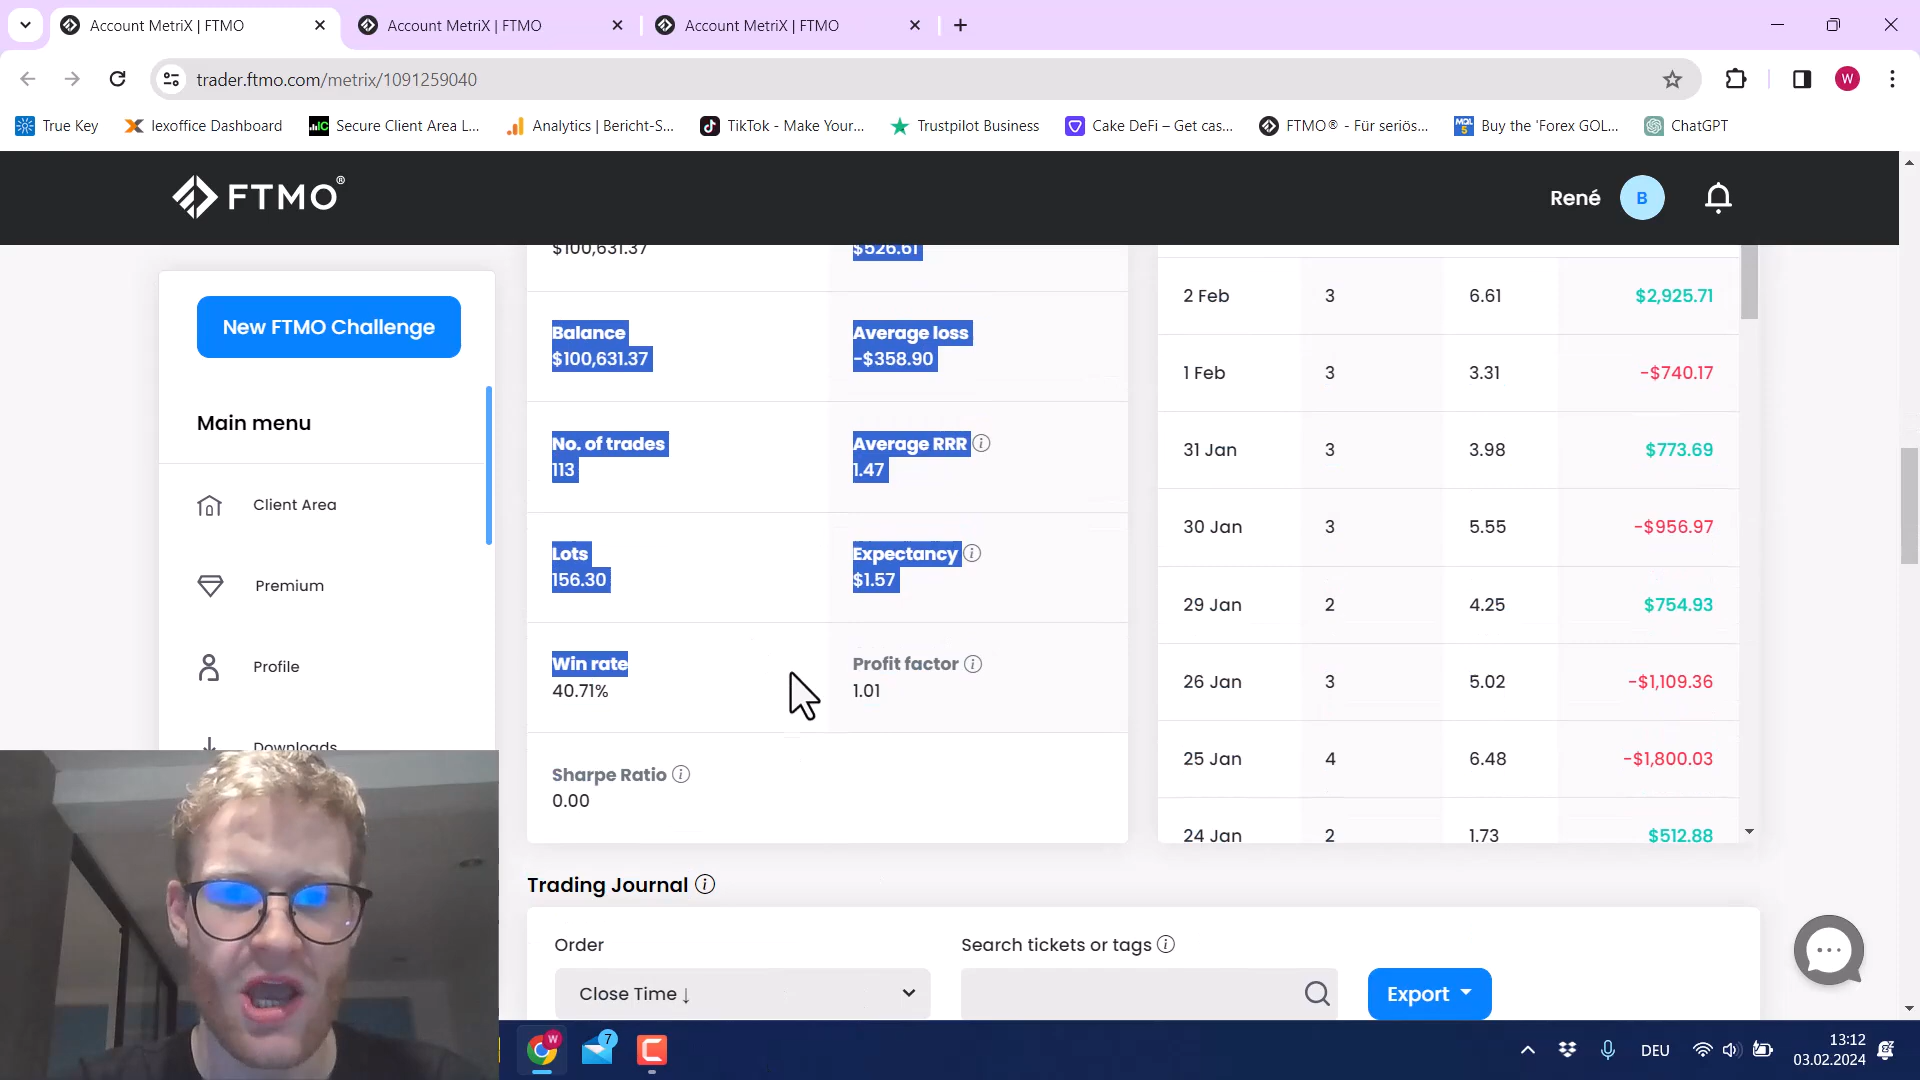 Account MetriX | FTMO
Account MetriX | FTMO
Account MetriX | FTMO
trader.ftmo.com/metrix/1091259040
W
True Key
lexoffice Dashboard
Secure Client Area L...
Analytics | Bericht-S...
TikTok - Make Your...
Trustpilot Business
Cake DeFi – Get cas...
FTMO® - Für seriös...
Buy the 'Forex GOL...
ChatGPT
FTMO®
René
B
New FTMO Challenge
Main menu
Client Area
Premium
Profile
Downloads
$100,631.37
$526.61
Balance
$100,631.37
Average loss
-$358.90
No. of trades
113
Average RRR
1.47
Lots
156.30
Expectancy
$1.57
Win rate
40.71%
Profit factor
1.01
Sharpe Ratio
0.00
2 Feb 3 6.61 $2,925.71
1 Feb 3 3.31 -$740.17
31 Jan 3 3.98 $773.69
30 Jan 3 5.55 -$956.97
29 Jan 2 4.25 $754.93
26 Jan 3 5.02 -$1,109.36
25 Jan 4 6.48 -$1,800.03
24 Jan 2 1.73 $512.88
Trading Journal
Order
Close Time ↓
Search tickets or tags
Export
W
7
DEU
13:12
03.02.2024